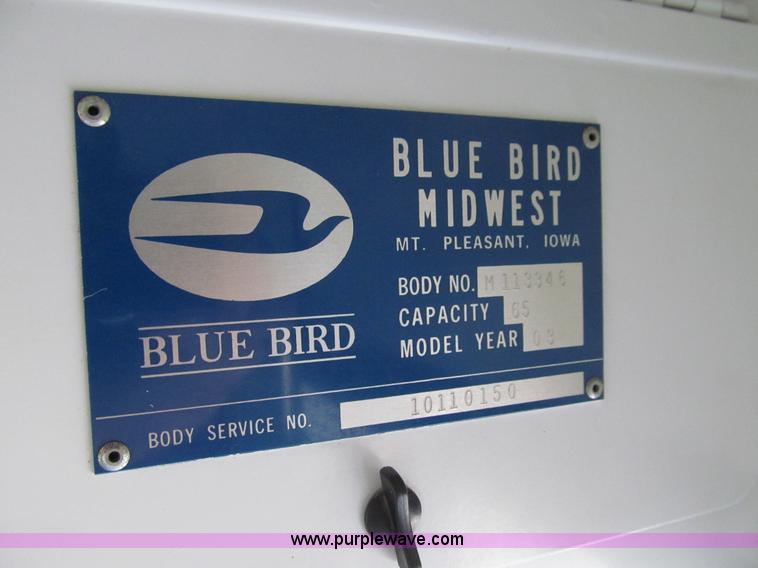 BLUE BIRD
MIDWEST
MT. PLEASANT, IOWA
BODY NO. M113346
CAPACITY 65
MODEL YEAR 03
BLUE BIRD
BODY SERVICE NO. 10110150
www.purplewave.com